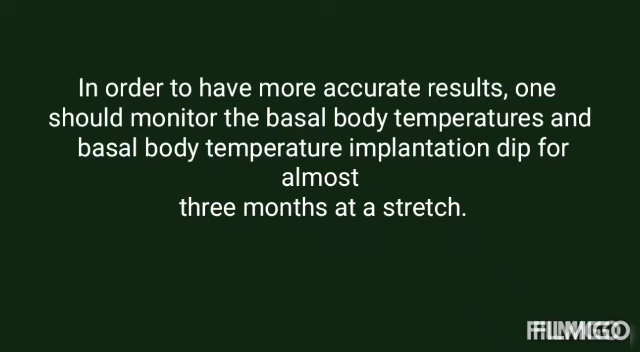 In order to have more accurate results, one
should monitor the basal body temperatures and
basal body temperature implantation dip for
almost
three months at a stretch.
FILMIGO